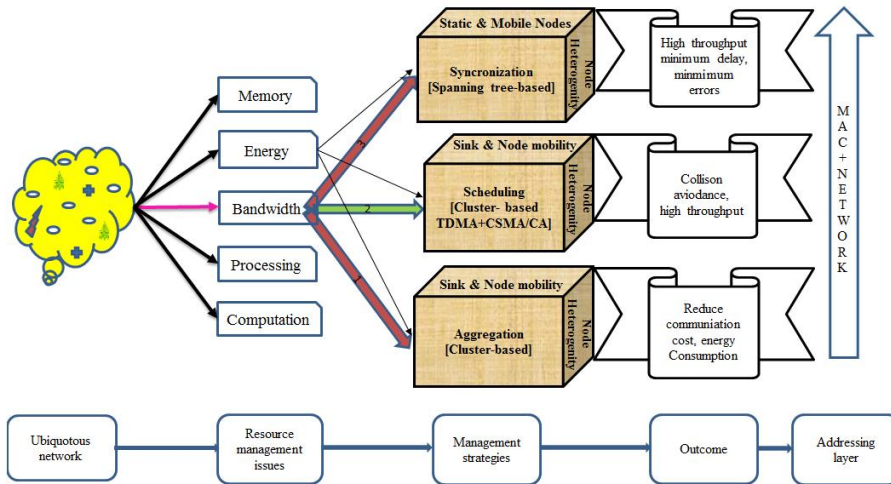 Static & Mobile Nodes
Node
Heterogenity
Syncronization
[Spanning tree-based]
High throughput
minimum delay,
minmimum
errors
Memory
Energy
Bandwidth
Processing
Computation
3
2
1
Sink & Node mobility
Node
Heterogenity
Scheduling
[Cluster- based
TDMA+CSMA/CA]
Collison
aviodance,
high throughput
Sink & Node mobility
Node
Heterogenity
Aggregation
[Cluster-based]
Reduce
communiation
cost, energy
Consumption
MAC+NETWORK
Ubiquotous
network
Resource
management
issues
Management
strategies
Outcome
Addressing
layer